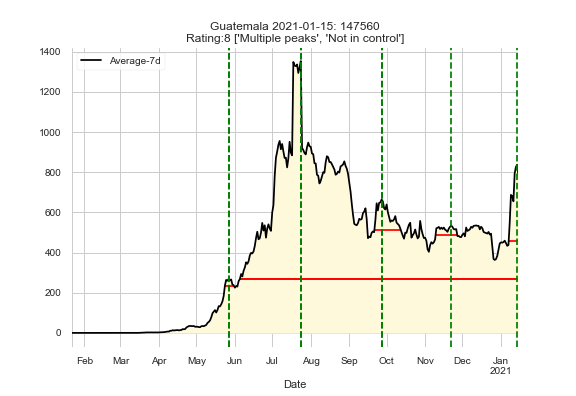 Guatemala 2021-01-15: 147560
Rating:8 ['Multiple peaks', 'Not in control']
Average-7d
1400
1200
1000
800
600
400
200
0
Feb Mar Apr May Jun Jul Aug Sep Oct Nov Dec Jan
2021
Date